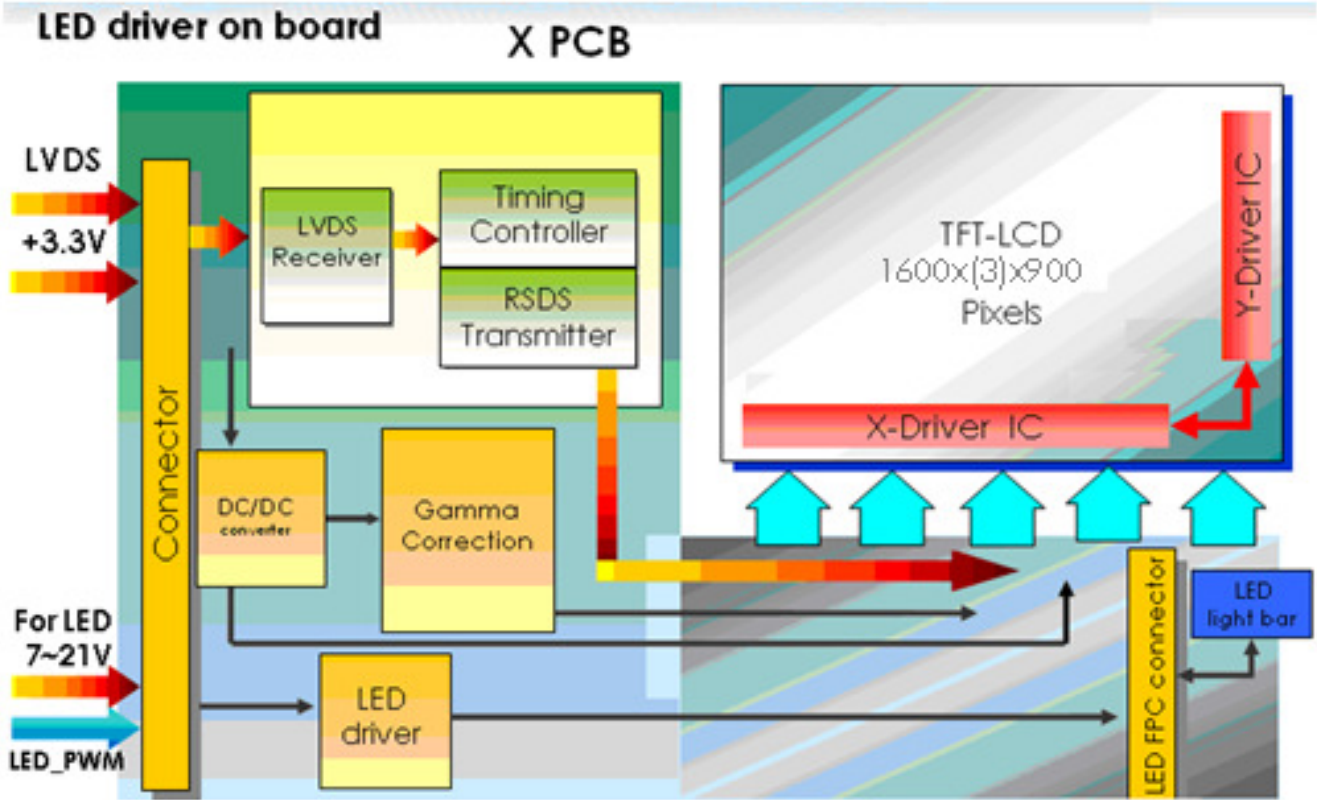 LED driver on board
X PCB
LVDS
+3.3V
Connector
LVDS
Receiver
Timing
Controller
RSDS
Transmitter
TFT-LCD
1600x(3)x900
Pixels
Y-Driver IC
X-Driver IC
DC/DC
converter
Gamma
Correction
For LED
7~21V
LED_PWM
LED
driver
LED FPC connector
LED
light bar